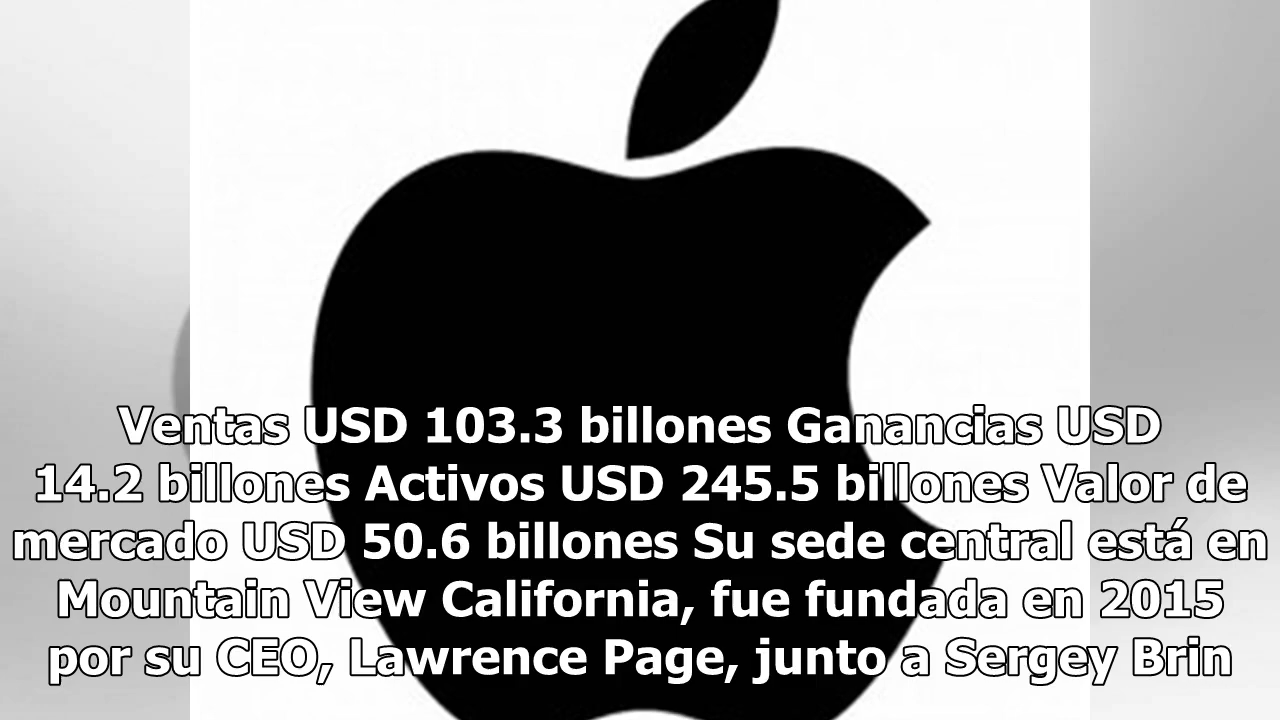 Ventas USD 103.3 billones Ganancias USD
14.2 billones Activos USD 245.5 billones Valor de
mercado USD 50.6 billones Su sede central está en
Mountain View California, fue fundada en 2015
por su CEO, Lawrence Page, junto a Sergey Brin